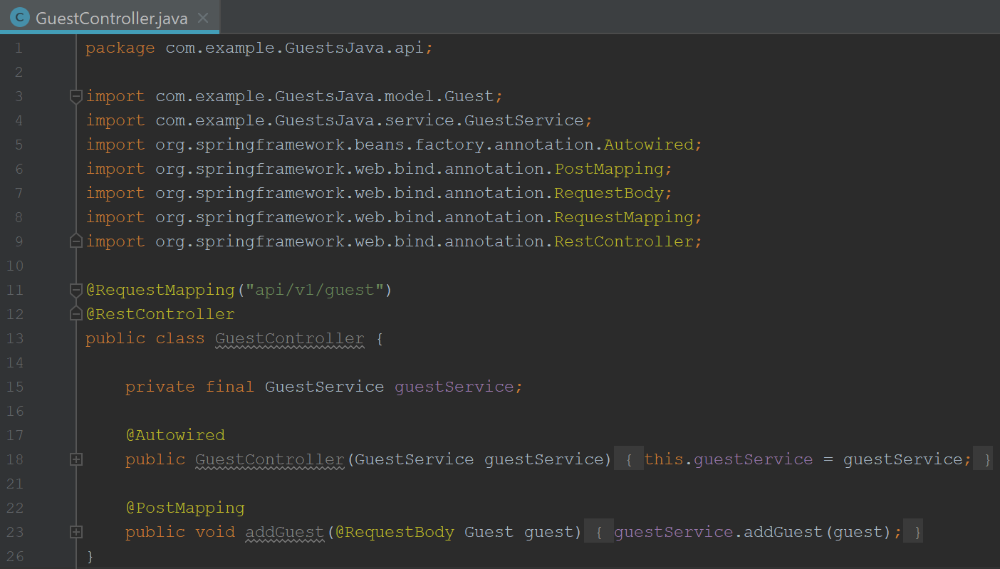 C GuestController.java ×
1 package com.example.GuestsJava.api;
2
3 import com.example.GuestsJava.model.Guest;
4 import com.example.GuestsJava.service.GuestService;
5 import org.springframework.beans.factory.annotation.Autowired;
6 import org.springframework.web.bind.annotation.PostMapping;
7 import org.springframework.web.bind.annotation.RequestBody;
8 import org.springframework.web.bind.annotation.RequestMapping;
9 import org.springframework.web.bind.annotation.RestController;
10
11 @RequestMapping("api/v1/guest")
12 @RestController
13 public class GuestController {
14
15 private final GuestService guestService;
16
17 @Autowired
18 public GuestController(GuestService guestService) { this.guestService = guestService; }
21
22 @PostMapping
23 public void addGuest(@RequestBody Guest guest) { guestService.addGuest(guest); }
26 }